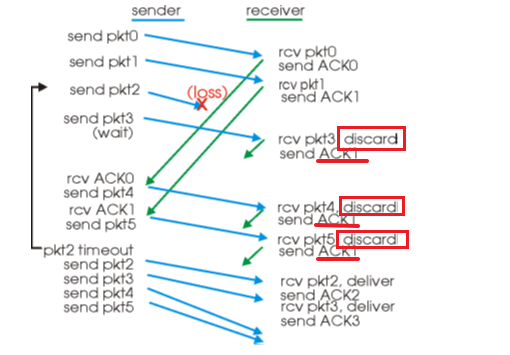 sender
receiver
send pkt0
send pkt1
send pkt2
(loss)
send pkt3
(wait)
rcv pkt0
send ACK0
rcv pkt1
send ACK1
rcv pkt3, discard
send ACK1
rcv ACK0
send pkt4
rcv ACK1
send pkt5
rcv pkt4, discard
send ACK1
rcv pkt5, discard
send ACK1
pkt2 timeout
send pkt2
send pkt3
send pkt4
send pkt5
rcv pkt2, deliver
send ACK2
rcv pkt3, deliver
send ACK3